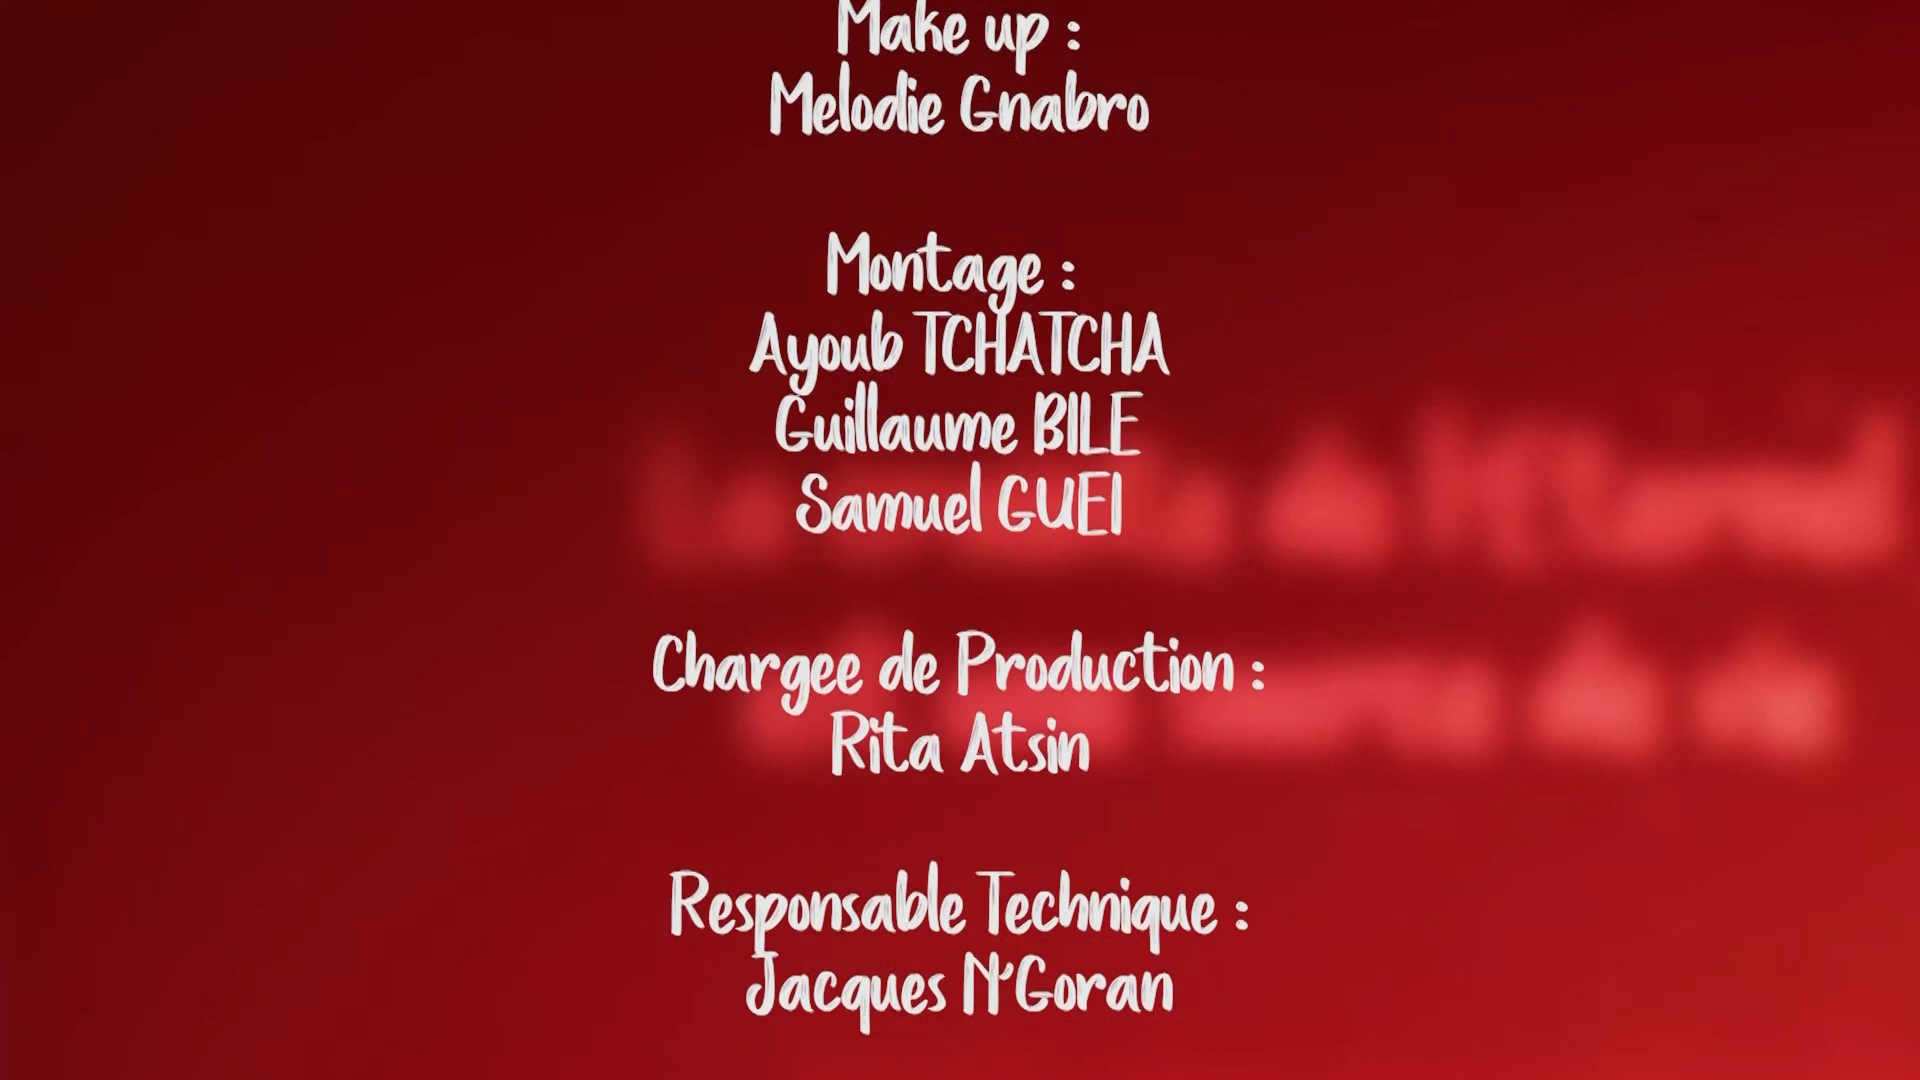 Make up :
Melodie Gnabro
Montage :
Ayoub TCHATCHA
Guillaume BILE
Samuel GUEI
Chargee de Production :
Rita Atsin
Responsable Technique :
Jacques N'Goran